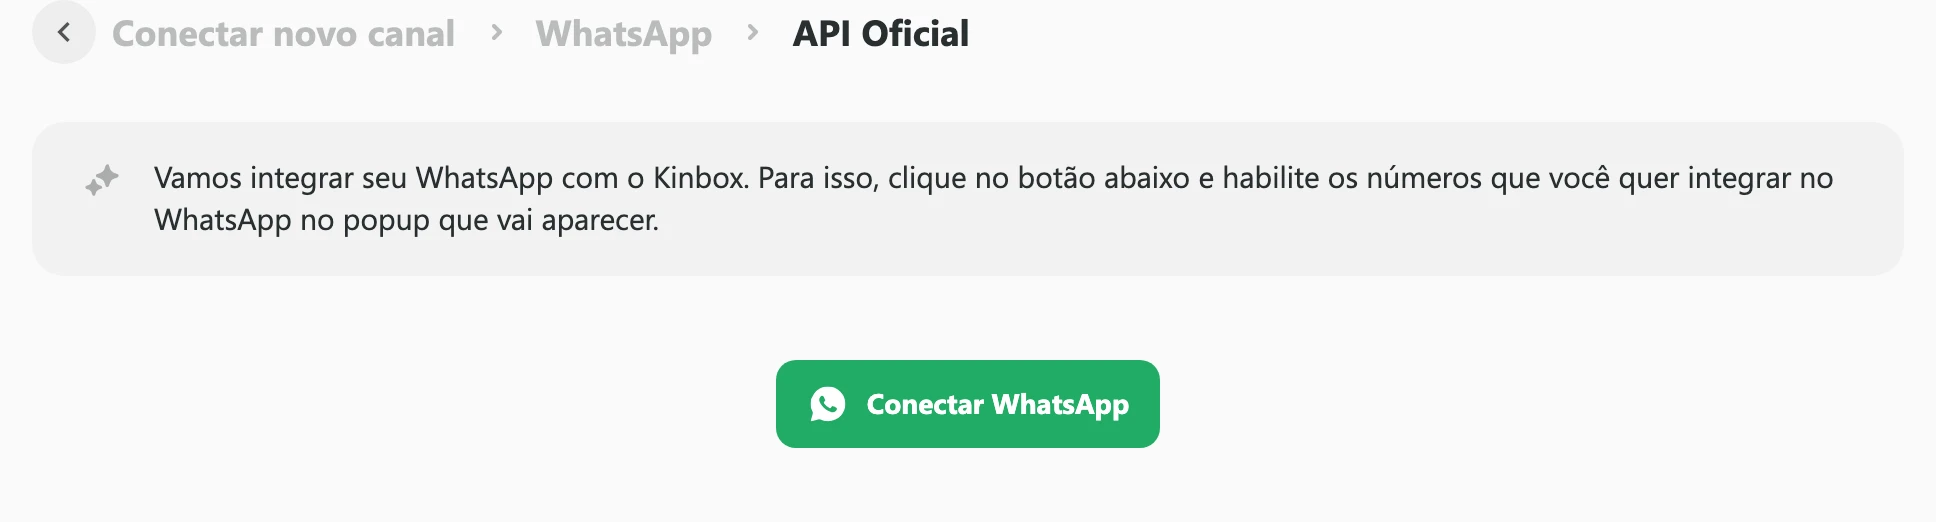 Conectar novo canal > WhatsApp > API Oficial
Vamos integrar seu WhatsApp com o Kinbox. Para isso, clique no botão abaixo e habilite os números que você quer integrar no
WhatsApp no popup que vai aparecer.
Conectar WhatsApp